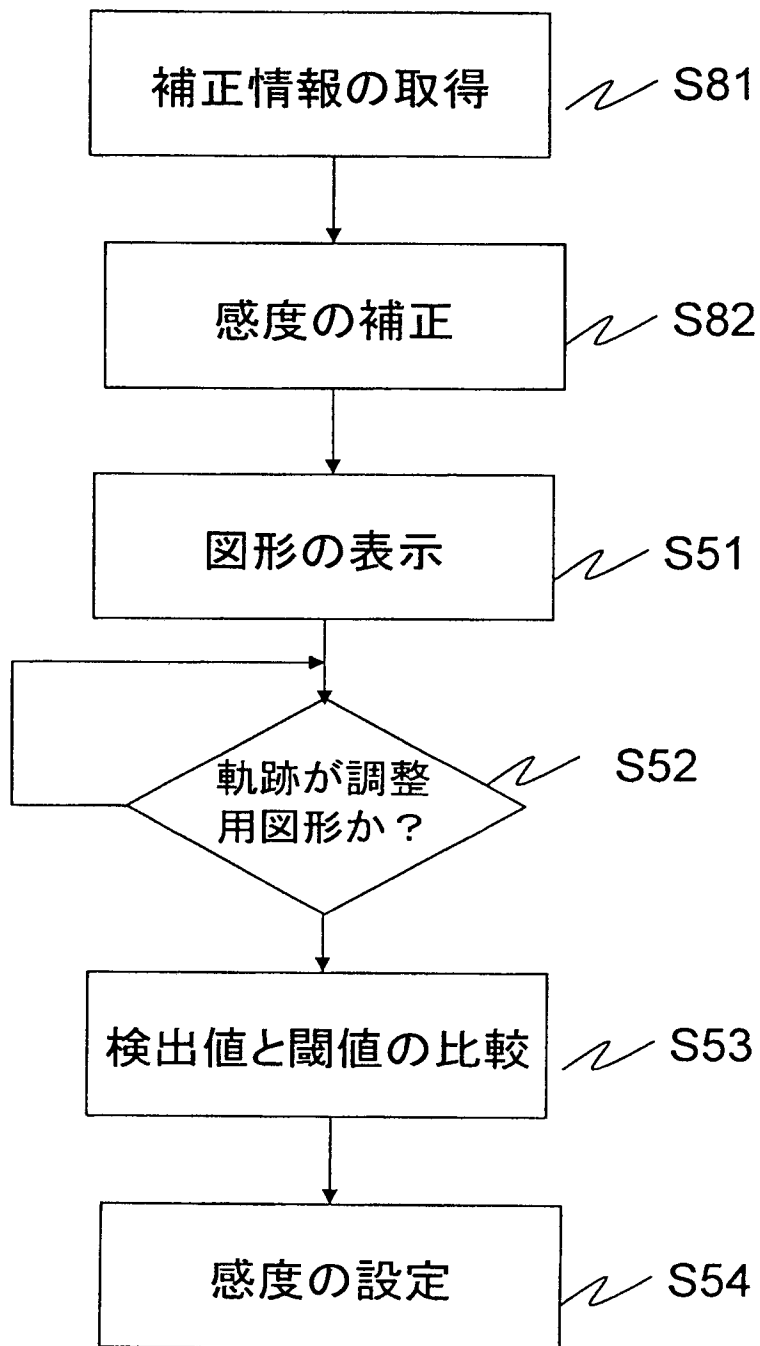 補正情報の取得
S81
感度の補正
S82
図形の表示
S51
軌跡が調整
用図形か？
S52
検出値と閾値の比較
S53
感度の設定
S54